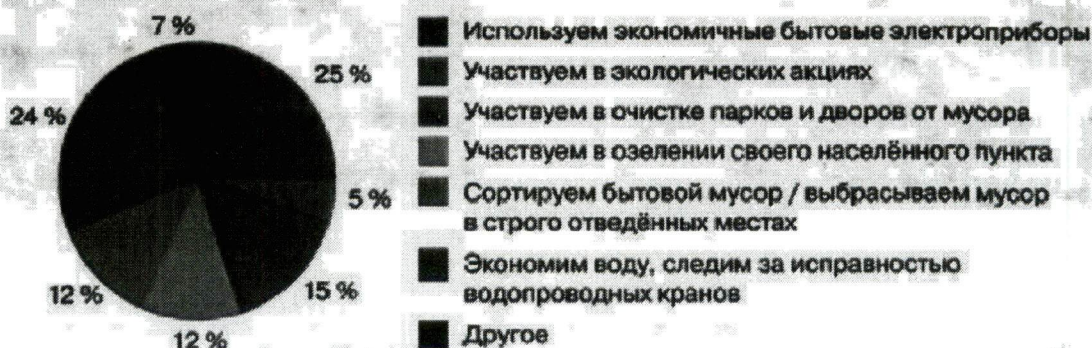 7 %
25 %
24 %
5 %
12 %
15 %
12 %
Используем экономичные бытовые электроприборы
Участвуем в экологических акциях
Участвуем в очистке парков и дворов от мусора
Участвуем в озелении своего населённого пункта
Сортируем бытовой мусор / выбрасываем мусор
в строго отведённых местах
Экономим воду, следим за исправностью
водопроводных кранов
Другое